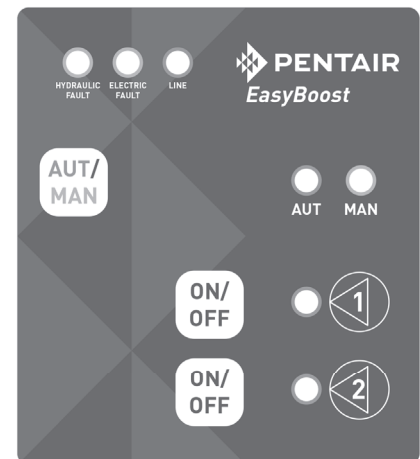 PENTAIR
EasyBoost
HYDRAULIC FAULT
ELECTRIC FAULT
LINE
AUT/
MAN
AUT
MAN
ON/
OFF
1
ON/
OFF
2